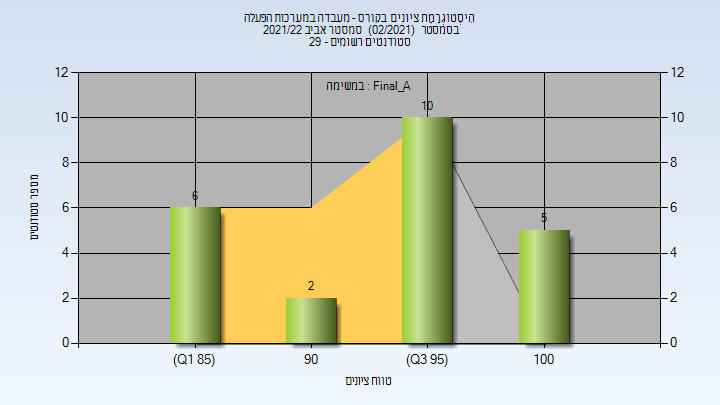 היסטוגרמת ציונים בקורס - מעבדה במערכות הפעלה
בסמסטר (02/2021) סמסטר אביב 2021/22
סטודנטים רשומים - 29
במשימה : Final_A
12 12
10 10
8 8
6 6
4 4
2 2
0 0
6
2
10
5
מספר סטודנטים
(Q1 85) 90 (Q3 95) 100
טווח ציונים